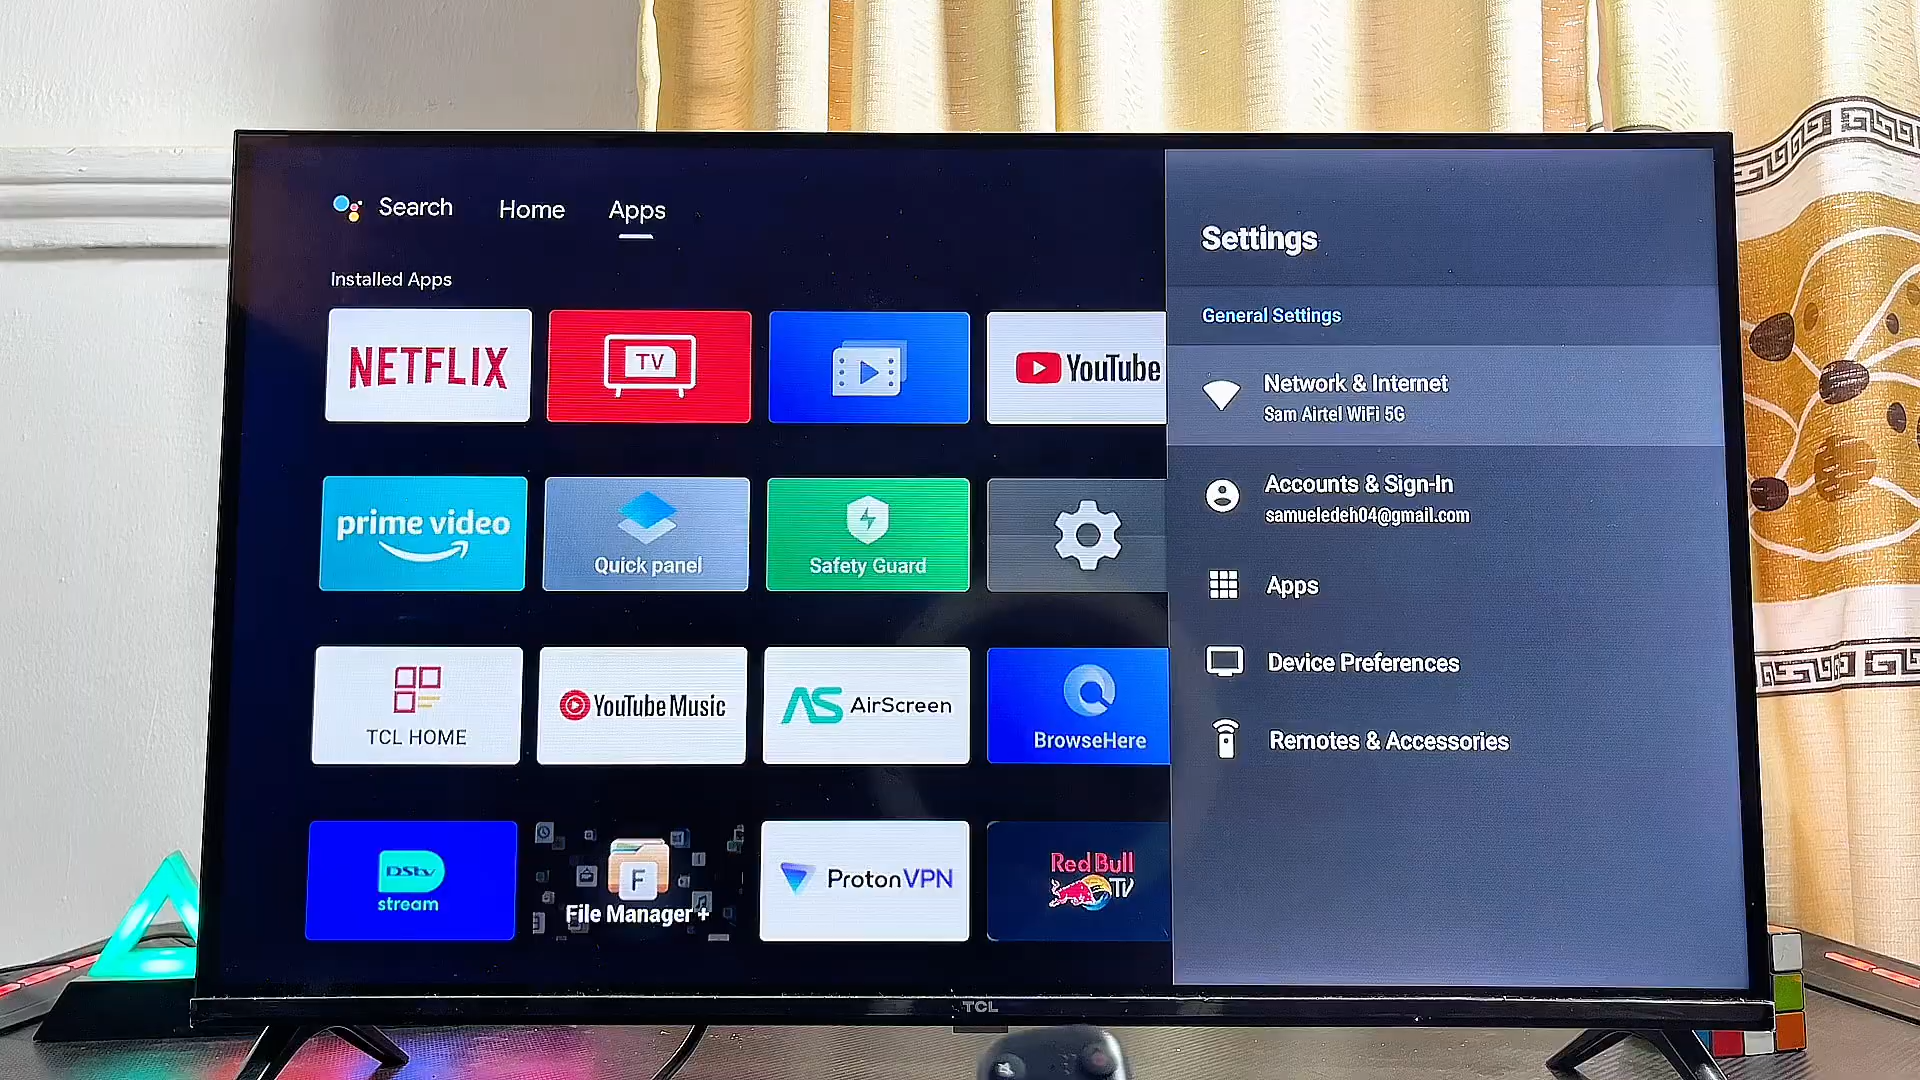 Search Home Apps
Installed Apps
NETFLIX
TV
YouTube
prime video
Quick panel
Safety Guard
TCL HOME
YouTube Music
AS AirScreen
BrowseHere
DStv
stream
F
File Manager +
ProtonVPN
Red Bull
TV
Settings
General Settings
Network & Internet
Sam Airtel WiFi 5G
Accounts & Sign-In
samueledeh04@gmail.com
Apps
Device Preferences
Remotes & Accessories
TCL